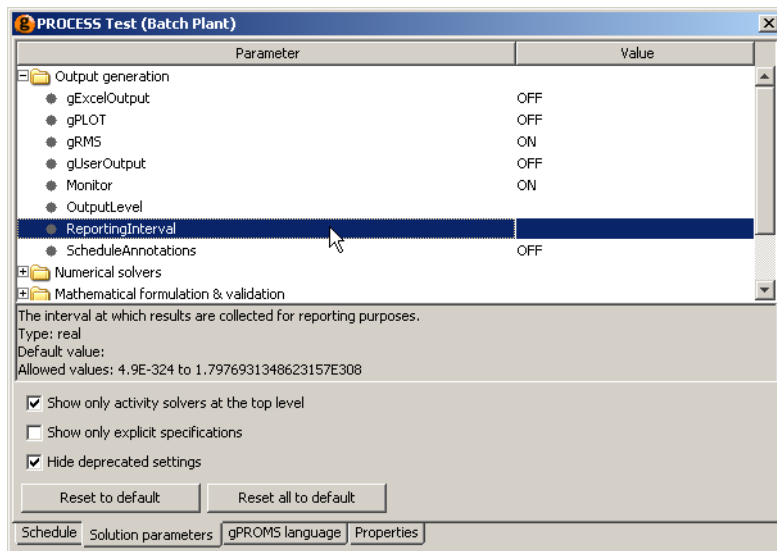 PROCESS Test (Batch Plant)
Parameter Value
Output generation
gExcelOutput OFF
gPLOT OFF
gRMS ON
gUserOutput OFF
Monitor ON
OutputLevel
ReportingInterval
ScheduleAnnotations OFF
Numerical solvers
Mathematical formulation & validation
The interval at which results are collected for reporting purposes.
Type: real
Default value:
Allowed values: 4.9E-324 to 1.7976931348623157E308
Show only activity solvers at the top level
Show only explicit specifications
Hide deprecated settings
Reset to default Reset all to default
Schedule Solution parameters gPROMS language Properties